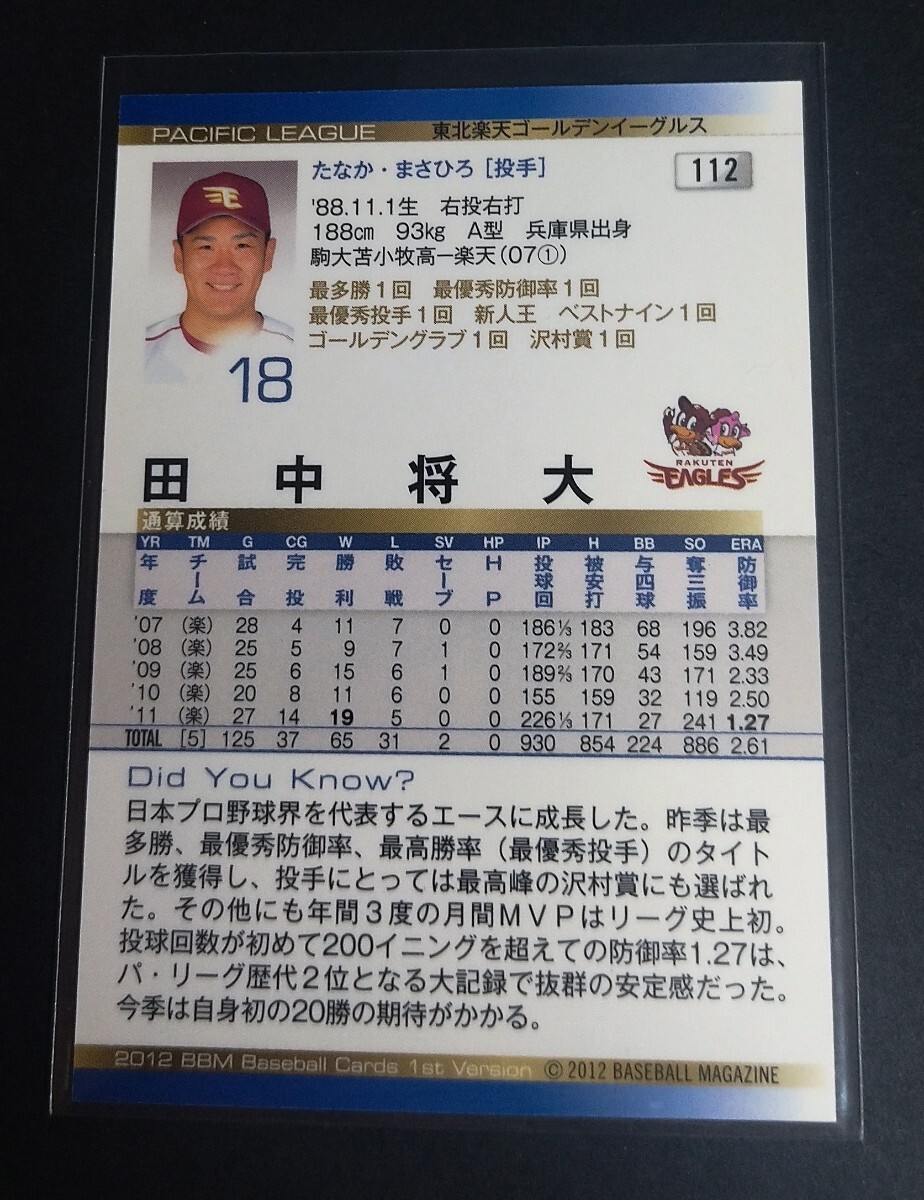 PACIFIC LEAGUE 東北楽天ゴールデンイーグルス
たなか・まさひろ［投手］ 112
'88.11.1生 右投右打
188㎝ 93㎏ A型 兵庫県出身
駒大苫小牧高ー楽天（07①）
最多勝1回 最優秀防御率1回
最優秀投手1回 新人王 ベストナイン1回
ゴールデングラブ1回 沢村賞1回
18
RAKUTEN
EAGLES
田中将大
通算成績
YR TM G CG W L SV HP IP H BB SO ERA
年度 チーム 試合 完投 勝利 敗戦 セーブ HP 投球回 被安打 与四球 奪三振 防御率
'07 (楽) 28 4 11 7 0 0 186⅓ 183 68 196 3.82
'08 (楽) 25 5 9 7 1 0 172⅔ 171 54 159 3.49
'09 (楽) 25 6 15 6 1 0 189⅔ 170 43 171 2.33
'10 (楽) 20 8 11 6 0 0 155 159 32 119 2.50
'11 (楽) 27 14 19 5 0 0 226⅓ 171 27 241 1.27
TOTAL [5] 125 37 65 31 2 0 930 854 224 886 2.61
Did You Know?
日本プロ野球界を代表するエースに成長した。昨季は最
多勝、最優秀防御率、最高勝率（最優秀投手）のタイト
ルを獲得し、投手にとっては最高峰の沢村賞にも選ばれ
た。その他にも年間3度の月間MVPはリーグ史上初。
投球回数が初めて200イニングを超えての防御率1.27は、
パ・リーグ歴代2位となる大記録で抜群の安定感だった。
今季は自身初の20勝の期待がかかる。
2012 BBM Baseball Cards 1st Version © 2012 BASEBALL MAGAZINE